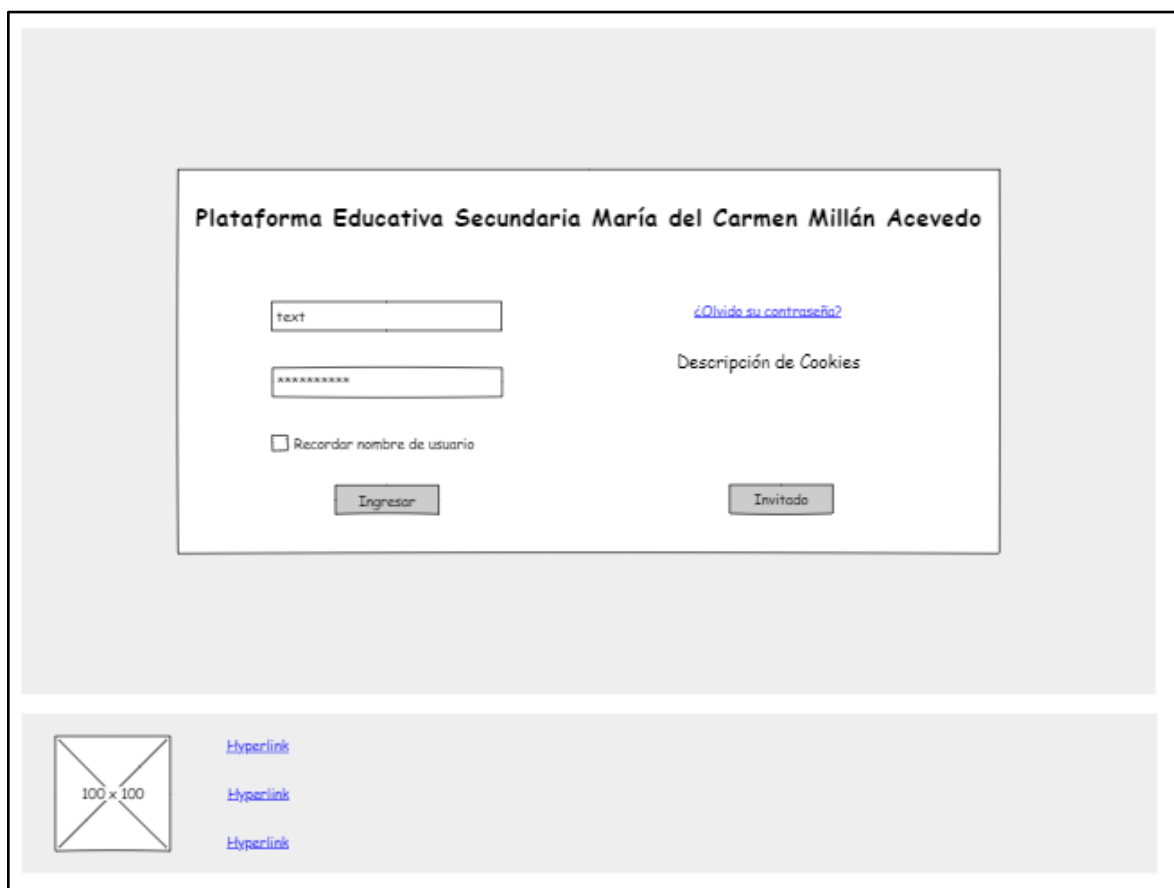 Plataforma Educativa Secundaria María del Carmen Millán Acevedo
text
**********
Recordar nombre de usuario
Ingresar
¿Olvido su contraseña?
Descripción de Cookies
Invitado
100 x 100
Hyperlink
Hyperlink
Hyperlink